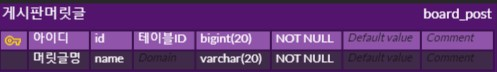 게시판머릿글 board_post
아이디 id 테이블ID bigint(20) NOT NULL Default value Comment
머릿글명 name Domain varchar(20) NOT NULL Default value Comment